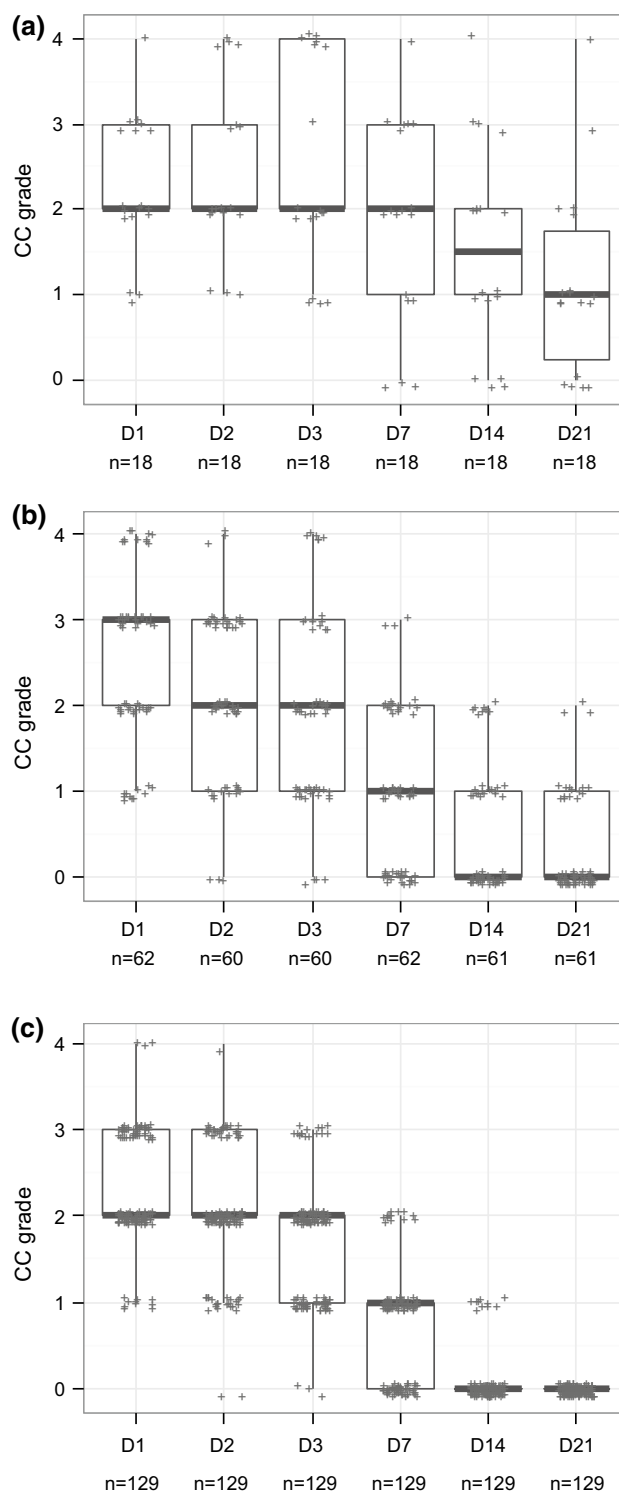 (a)
4
3
2
1
0
CC grade
D1 D2 D3 D7 D14 D21
n=18 n=18 n=18 n=18 n=18 n=18
(b)
4
3
2
1
0
CC grade
D1 D2 D3 D7 D14 D21
n=62 n=60 n=60 n=62 n=61 n=61
(c)
4
3
2
1
0
CC grade
D1 D2 D3 D7 D14 D21
n=129 n=129 n=129 n=129 n=129 n=129